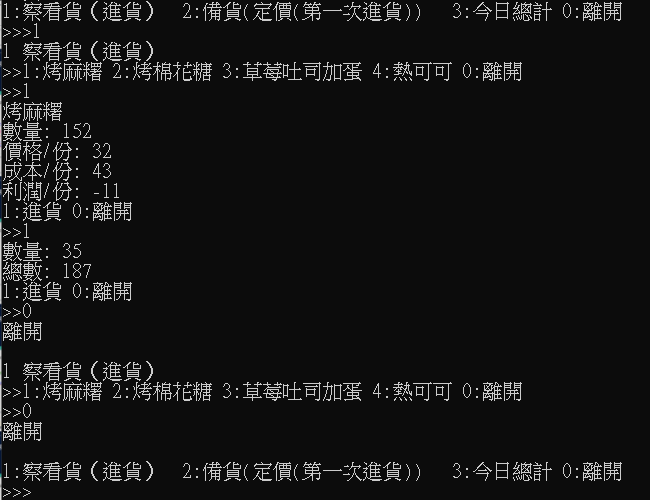 1:察看貨（進貨） 2:備貨(定價(第一次進貨)) 3:今日總計 0:離開
>>>1
1 察看貨（進貨）
>>1:烤麻糬 2:烤棉花糖 3:草莓吐司加蛋 4:熱可可 0:離開
>>1
烤麻糬
數量: 152
價格/份: 32
成本/份: 43
利潤/份: -11
1:進貨 0:離開
>>1
數量: 35
總數: 187
1:進貨 0:離開
>>0
離開
1 察看貨（進貨）
>>1:烤麻糬 2:烤棉花糖 3:草莓吐司加蛋 4:熱可可 0:離開
>>0
離開
1:察看貨（進貨） 2:備貨(定價(第一次進貨)) 3:今日總計 0:離開
>>>